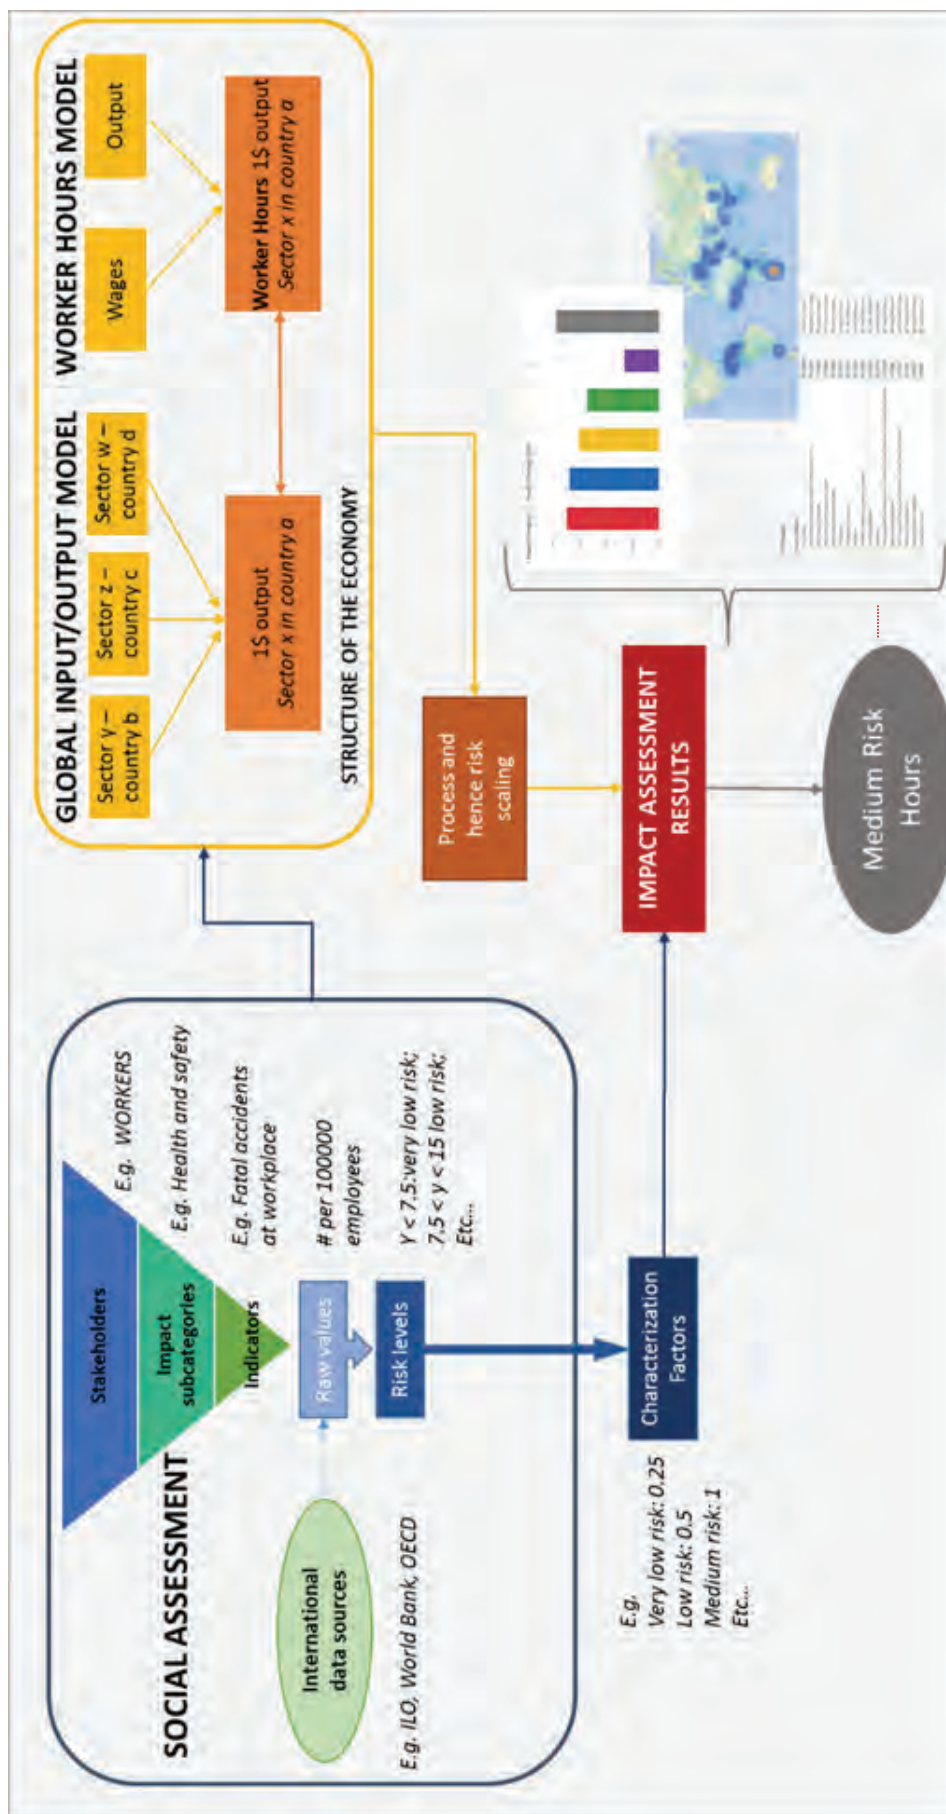 SOCIAL ASSESSMENT
Stakeholders
Impact
subcategories
Indicators
E.g. WORKERS
E.g. Health and safety
E.g. Fatal accidents
at workplace
International
data sources
E.g. ILO, World Bank, OECD
Raw values
# per 100000
employees
Risk levels
Y < 7.5:very low risk;
7.5 < y < 15 low risk;
Etc...
Characterization
Factors
E.g.
Very low risk: 0.25
Low risk: 0.5
Medium risk: 1
Etc...
GLOBAL INPUT/OUTPUT MODEL
Sector y –
country b
Sector z –
country c
Sector w –
country d
1$ output
Sector x in country a
WORKER HOURS MODEL
Wages
Output
Worker Hours 1$ output
Sector x in country a
STRUCTURE OF THE ECONOMY
Process and
hence risk
scaling
IMPACT ASSESSMENT
RESULTS
Medium Risk
Hours